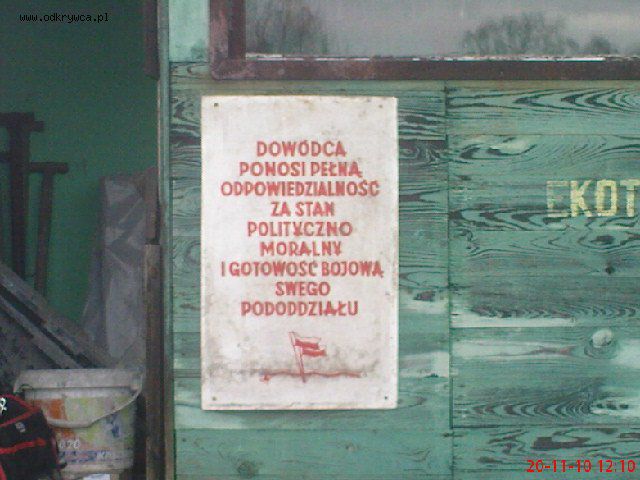 www.odkrywca.pl
DOWÓDCA
PONOSI PEŁNĄ
ODPOWIEDZIALNOŚĆ
ZA STAN
POLITYCZNO
MORALNY
I GOTOWOŚĆ BOJOWĄ
SWEGO
PODODDZIAŁU
EKOT
20-11-10 12:10